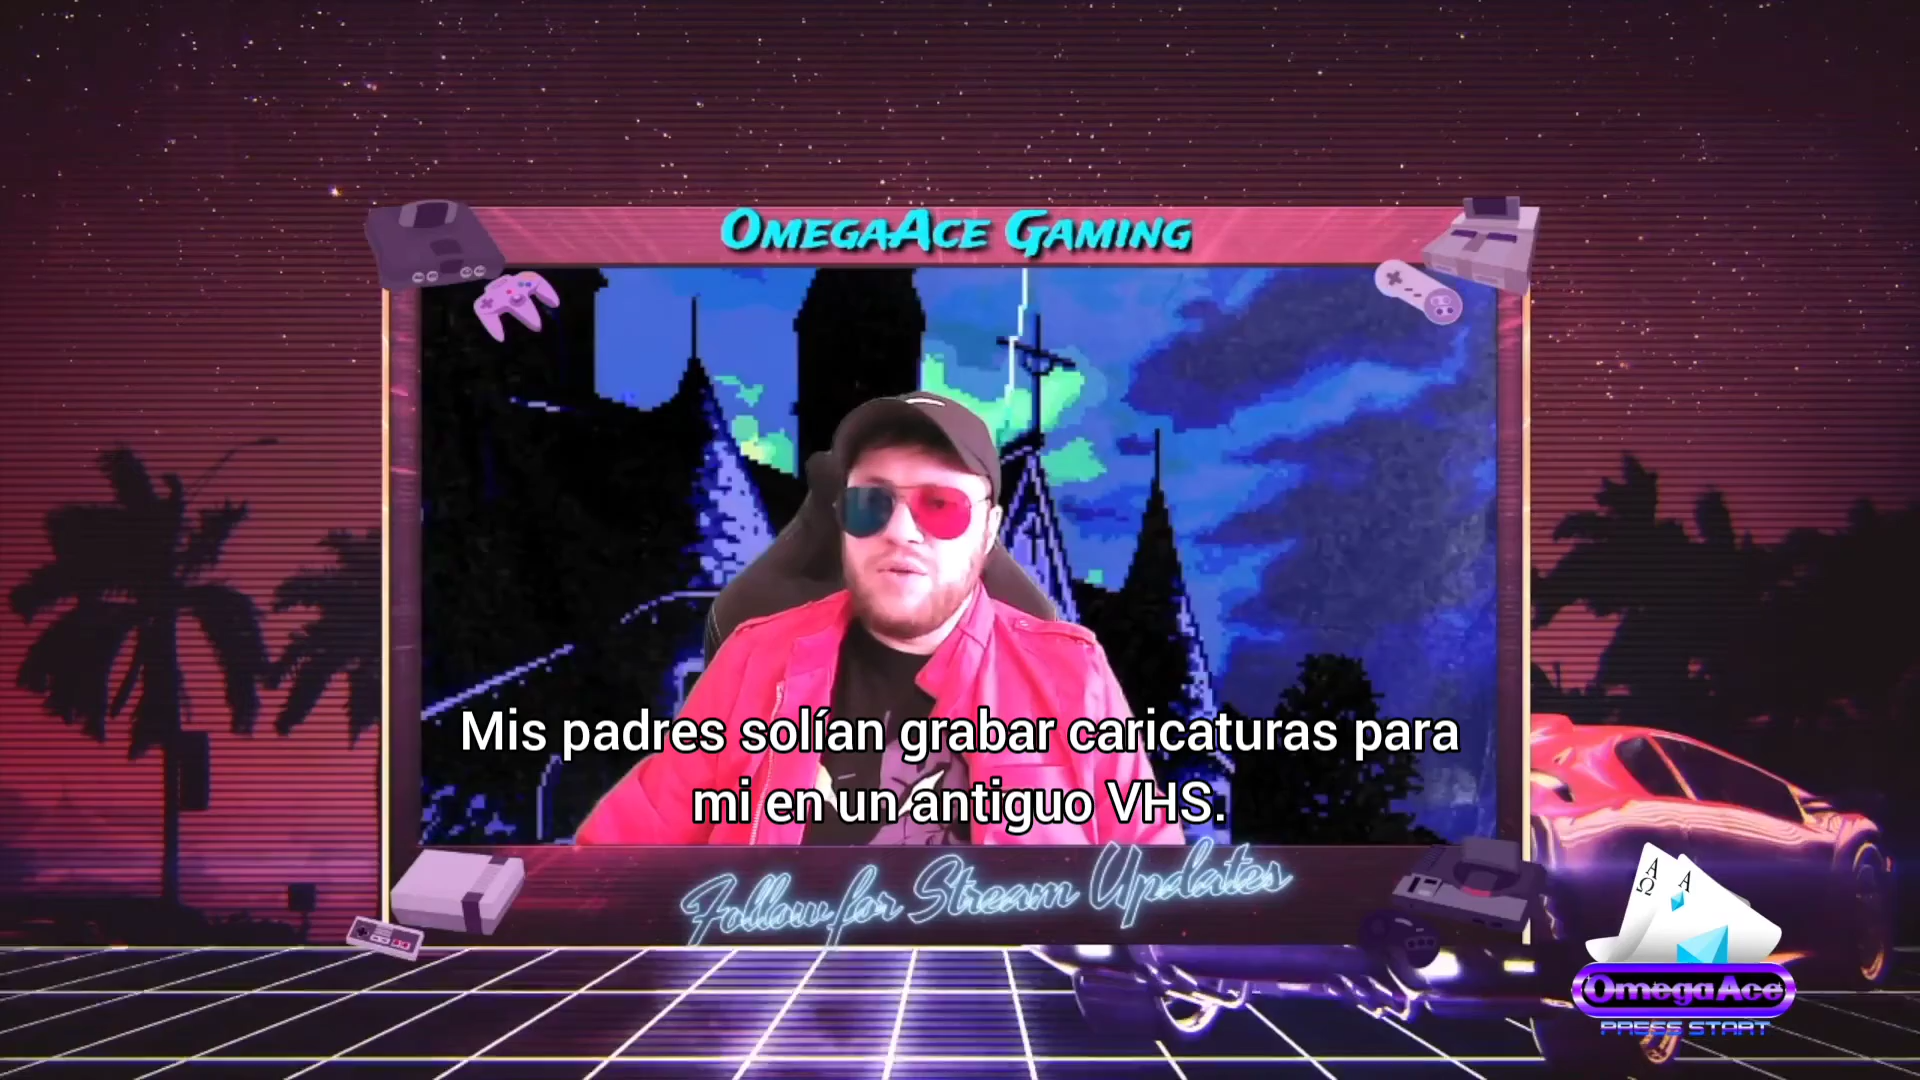 OmegaAce Gaming
Mis padres solían grabar caricaturas para
mi en un antiguo VHS.
Follow for Stream Updates
A
Ω
A
OmegaAce
PRESS START